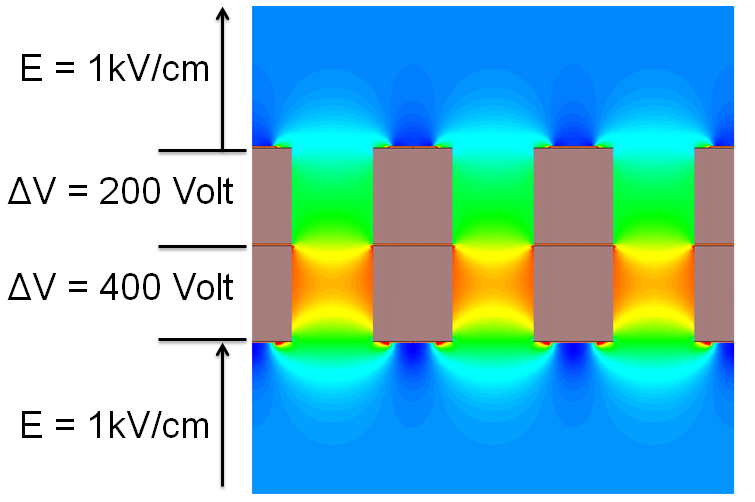 E = 1kV/cm
ΔV = 200 Volt
ΔV = 400 Volt
E = 1kV/cm